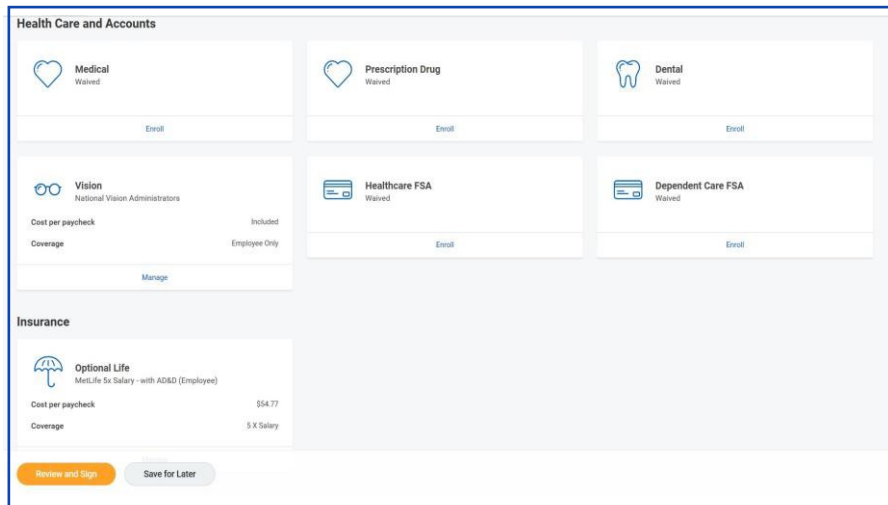 Health Care and Accounts
Medical
Waived
Enroll
Prescription Drug
Waived
Enroll
Dental
Waived
Enroll
Vision
National Vision Administrators
Cost per paycheck Included
Coverage Employee Only
Manage
Healthcare FSA
Waived
Enroll
Dependent Care FSA
Waived
Enroll
Insurance
Optional Life
MetLife 5x Salary - with AD&D (Employee)
Cost per paycheck $54.77
Coverage 5 X Salary
Review and Sign
Save for Later